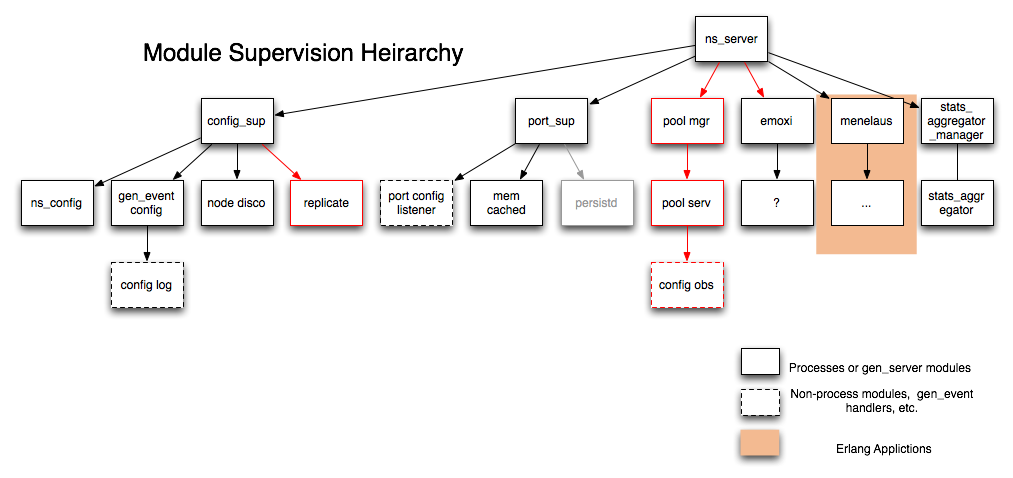 ns_server
Module Supervision Heirarchy
config_sup
port_sup
pool mgr
emoxi
menelaus
stats_
aggregator
_manager
ns_config
gen_event
config
node disco
replicate
port config
listener
mem
cached
persistd
pool serv
?
...
stats_aggr
egator
config log
config obs
Processes or gen_server modules
Non-process modules, gen_event
handlers, etc.
Erlang Applictions